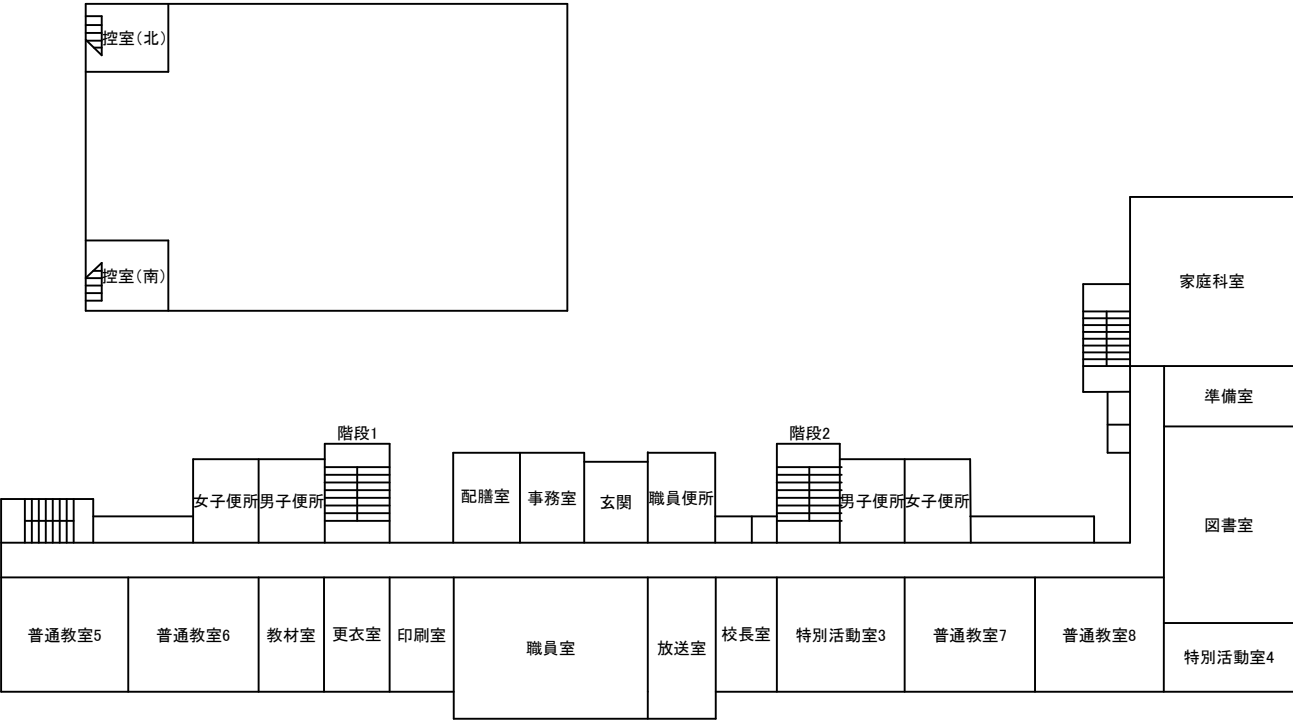 控室(北)
控室(南)
家庭科室
準備室
階段1
階段2
女子便所
男子便所
配膳室
事務室
玄関
職員便所
男子便所
女子便所
図書室
普通教室5
普通教室6
教材室
更衣室
印刷室
職員室
放送室
校長室
特別活動室3
普通教室7
普通教室8
特別活動室4